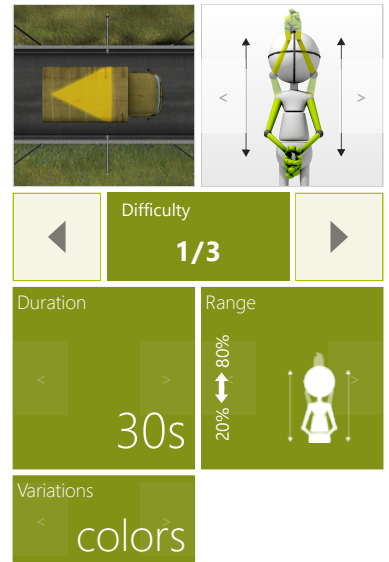 Difficulty
1/3
Duration
Range
20% 80%
30s
Variations
colors